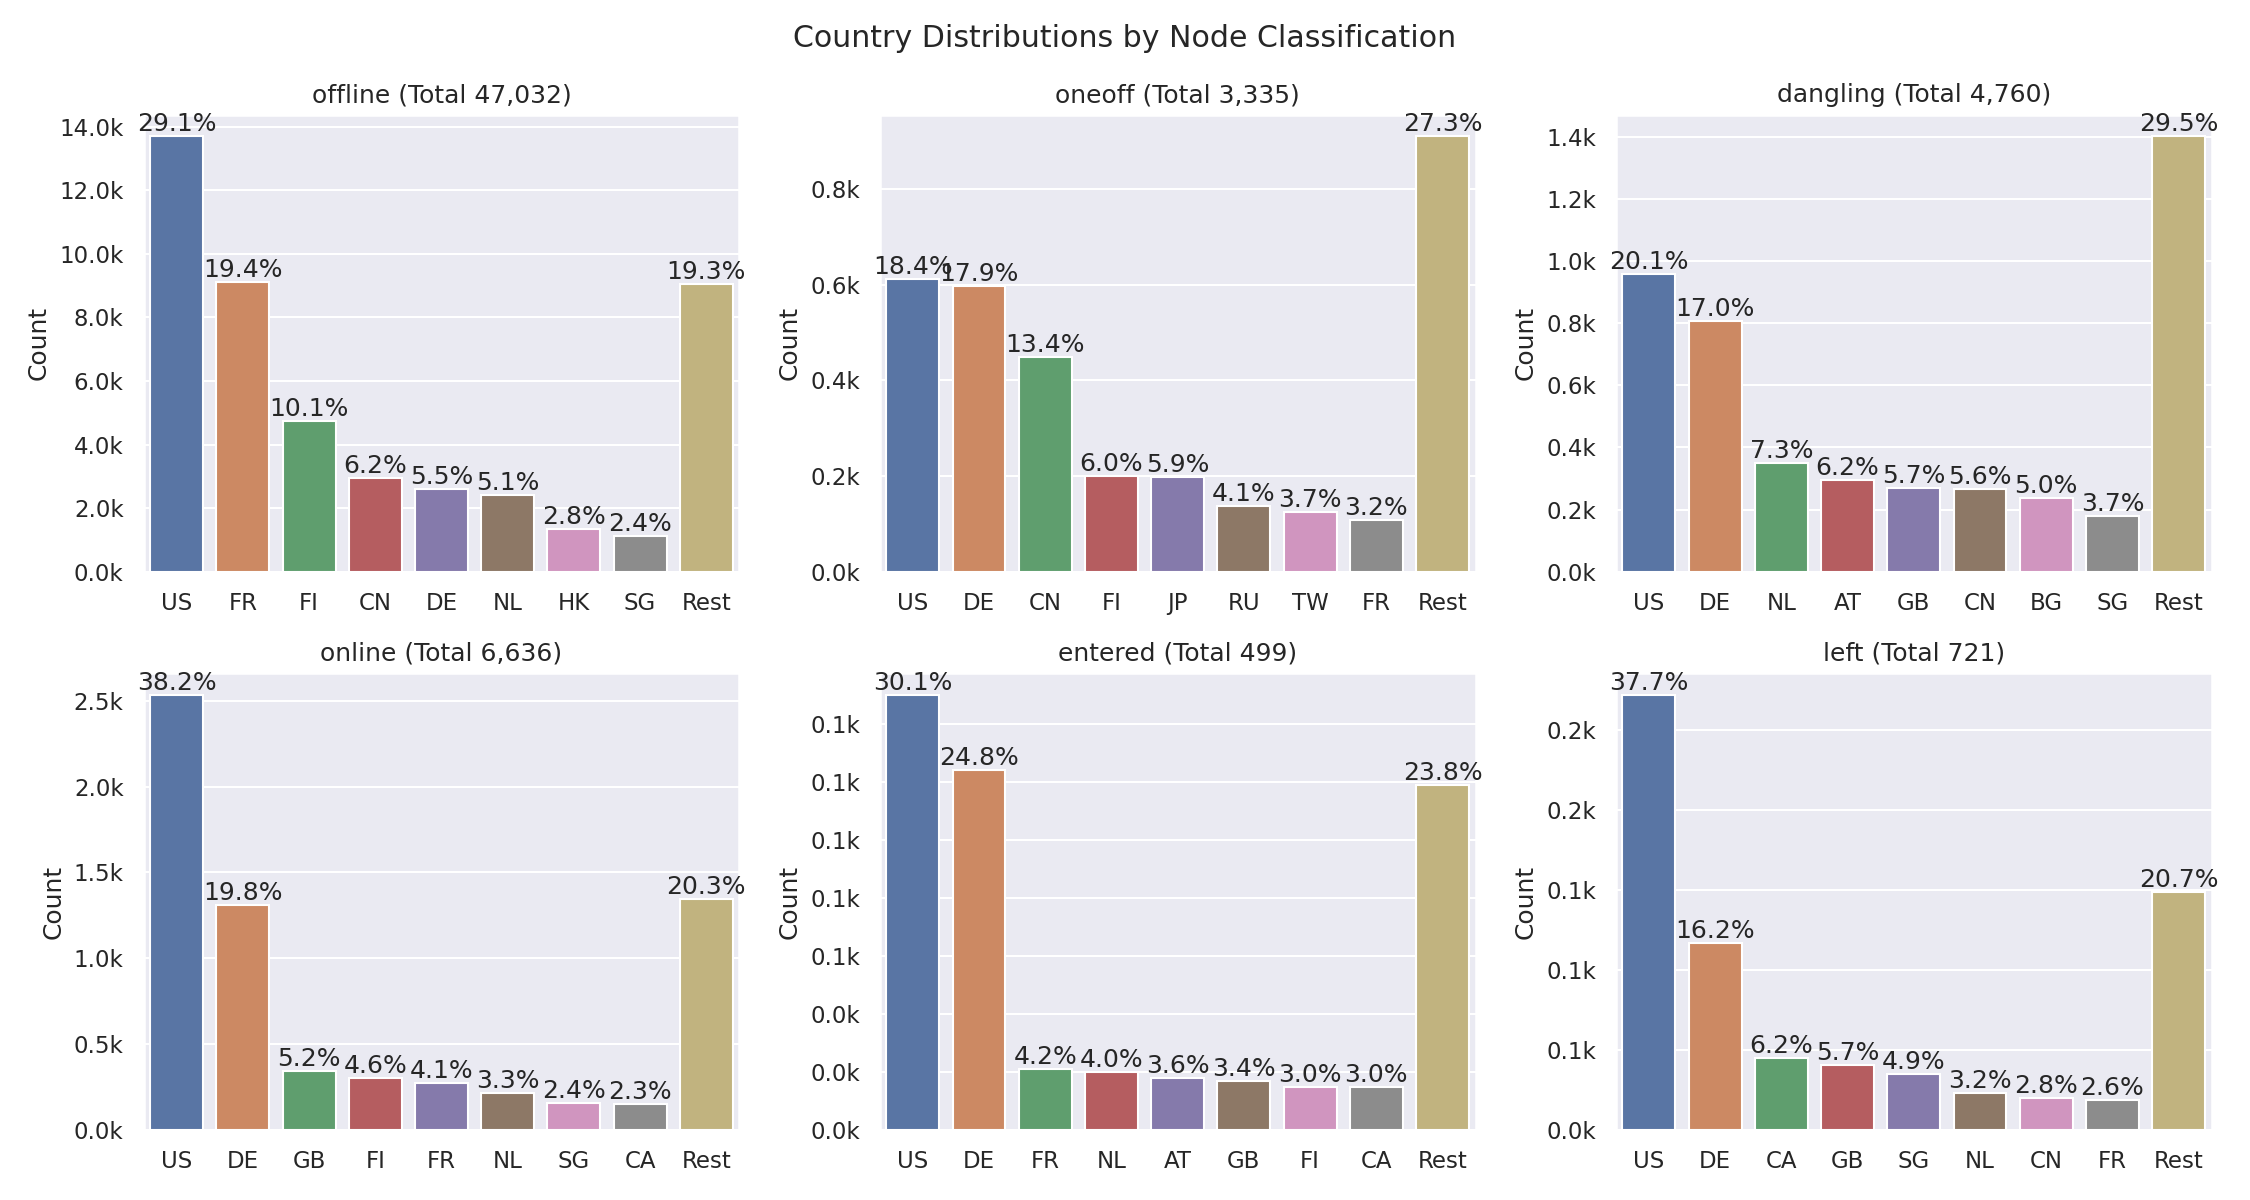 Country Distributions by Node Classification
offline (Total 47,032)
Count
14.0k
12.0k
10.0k
8.0k
6.0k
4.0k
2.0k
0.0k
29.1%
19.4%
10.1%
6.2%
5.5%
5.1%
2.8%
2.4%
19.3%
US FR FI CN DE NL HK SG Rest
oneoff (Total 3,335)
Count
0.8k
0.6k
0.4k
0.2k
0.0k
18.4%
17.9%
13.4%
6.0%
5.9%
4.1%
3.7%
3.2%
27.3%
US DE CN FI JP RU TW FR Rest
dangling (Total 4,760)
Count
1.4k
1.2k
1.0k
0.8k
0.6k
0.4k
0.2k
0.0k
20.1%
17.0%
7.3%
6.2%
5.7%
5.6%
5.0%
3.7%
29.5%
US DE NL AT GB CN BG SG Rest
online (Total 6,636)
Count
2.5k
2.0k
1.5k
1.0k
0.5k
0.0k
38.2%
19.8%
5.2%
4.6%
4.1%
3.3%
2.4%
2.3%
20.3%
US DE GB FI FR NL SG CA Rest
entered (Total 499)
Count
0.1k
0.1k
0.1k
0.1k
0.1k
0.0k
0.0k
0.0k
30.1%
24.8%
4.2%
4.0%
3.6%
3.4%
3.0%
3.0%
23.8%
US DE FR NL AT GB FI CA Rest
left (Total 721)
Count
0.2k
0.2k
0.1k
0.1k
0.1k
0.0k
37.7%
16.2%
6.2%
5.7%
4.9%
3.2%
2.8%
2.6%
20.7%
US DE CA GB SG NL CN FR Rest